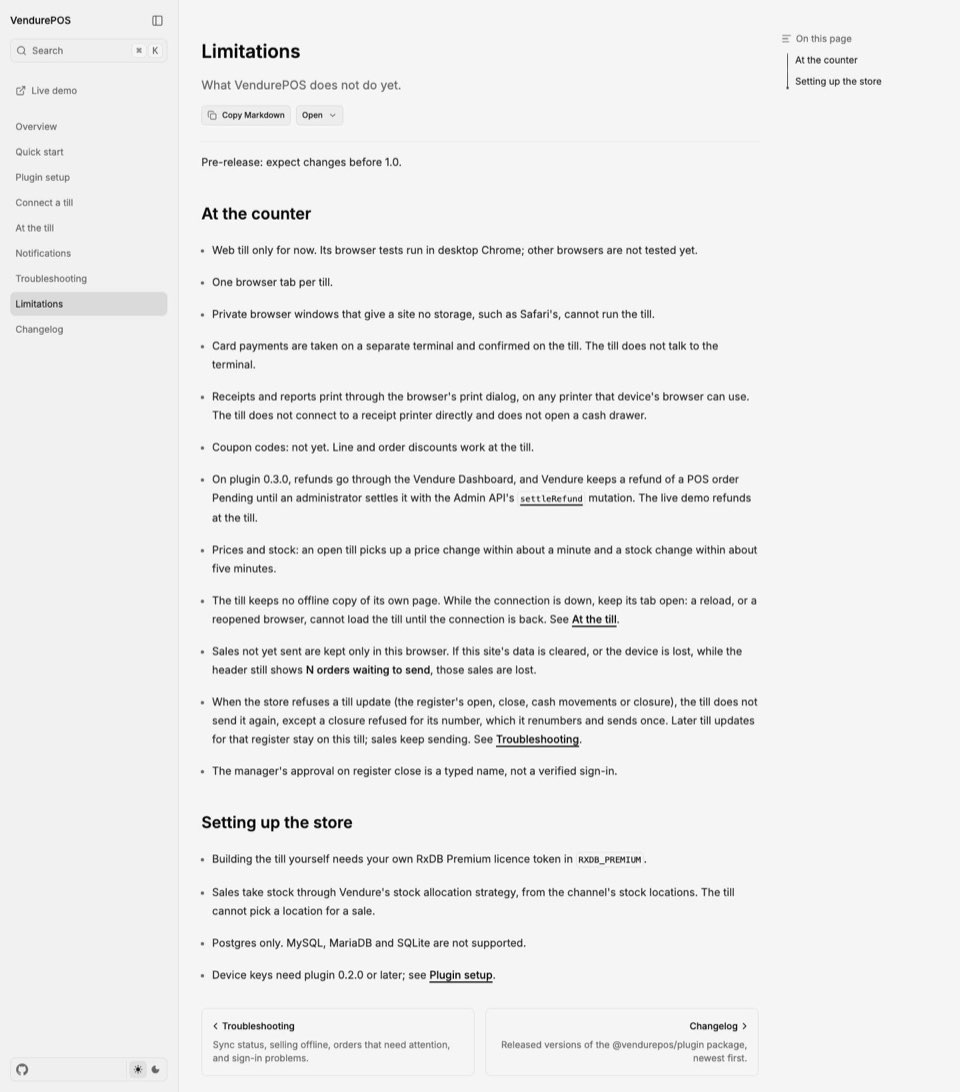 VendurePOS
Search
⌘ K
Live demo
Overview
Quick start
Plugin setup
Connect a till
At the till
Notifications
Troubleshooting
Limitations
Changelog
Limitations
What VendurePOS does not do yet.
Copy Markdown
Open
Pre-release: expect changes before 1.0.
At the counter
• Web till only for now. Its browser tests run in desktop Chrome; other browsers are not tested yet.
• One browser tab per till.
• Private browser windows that give a site no storage, such as Safari's, cannot run the till.
• Card payments are taken on a separate terminal and confirmed on the till. The till does not talk to the
terminal.
• Receipts and reports print through the browser's print dialog, on any printer that device's browser can use.
The till does not connect to a receipt printer directly and does not open a cash drawer.
• Coupon codes: not yet. Line and order discounts work at the till.
• On plugin 0.3.0, refunds go through the Vendure Dashboard, and Vendure keeps a refund of a POS order
Pending until an administrator settles it with the Admin API's settleRefund mutation. The live demo refunds
at the till.
• Prices and stock: an open till picks up a price change within about a minute and a stock change within about
five minutes.
• The till keeps no offline copy of its own page. While the connection is down, keep its tab open: a reload, or a
reopened browser, cannot load the till until the connection is back. See At the till.
• Sales not yet sent are kept only in this browser. If this site's data is cleared, or the device is lost, while the
header still shows N orders waiting to send, those sales are lost.
• When the store refuses a till update (the register's open, close, cash movements or closure), the till does not
send it again, except a closure refused for its number, which it renumbers and sends once. Later till updates
for that register stay on this till; sales keep sending. See Troubleshooting.
• The manager's approval on register close is a typed name, not a verified sign-in.
Setting up the store
• Building the till yourself needs your own RxDB Premium licence token in RXDB_PREMIUM.
• Sales take stock through Vendure's stock allocation strategy, from the channel's stock locations. The till
cannot pick a location for a sale.
• Postgres only. MySQL, MariaDB and SQLite are not supported.
• Device keys need plugin 0.2.0 or later; see Plugin setup.
Troubleshooting
Sync status, selling offline, orders that need attention,
and sign-in problems.
Changelog
Released versions of the @vendurepos/plugin package,
newest first.
On this page
At the counter
Setting up the store